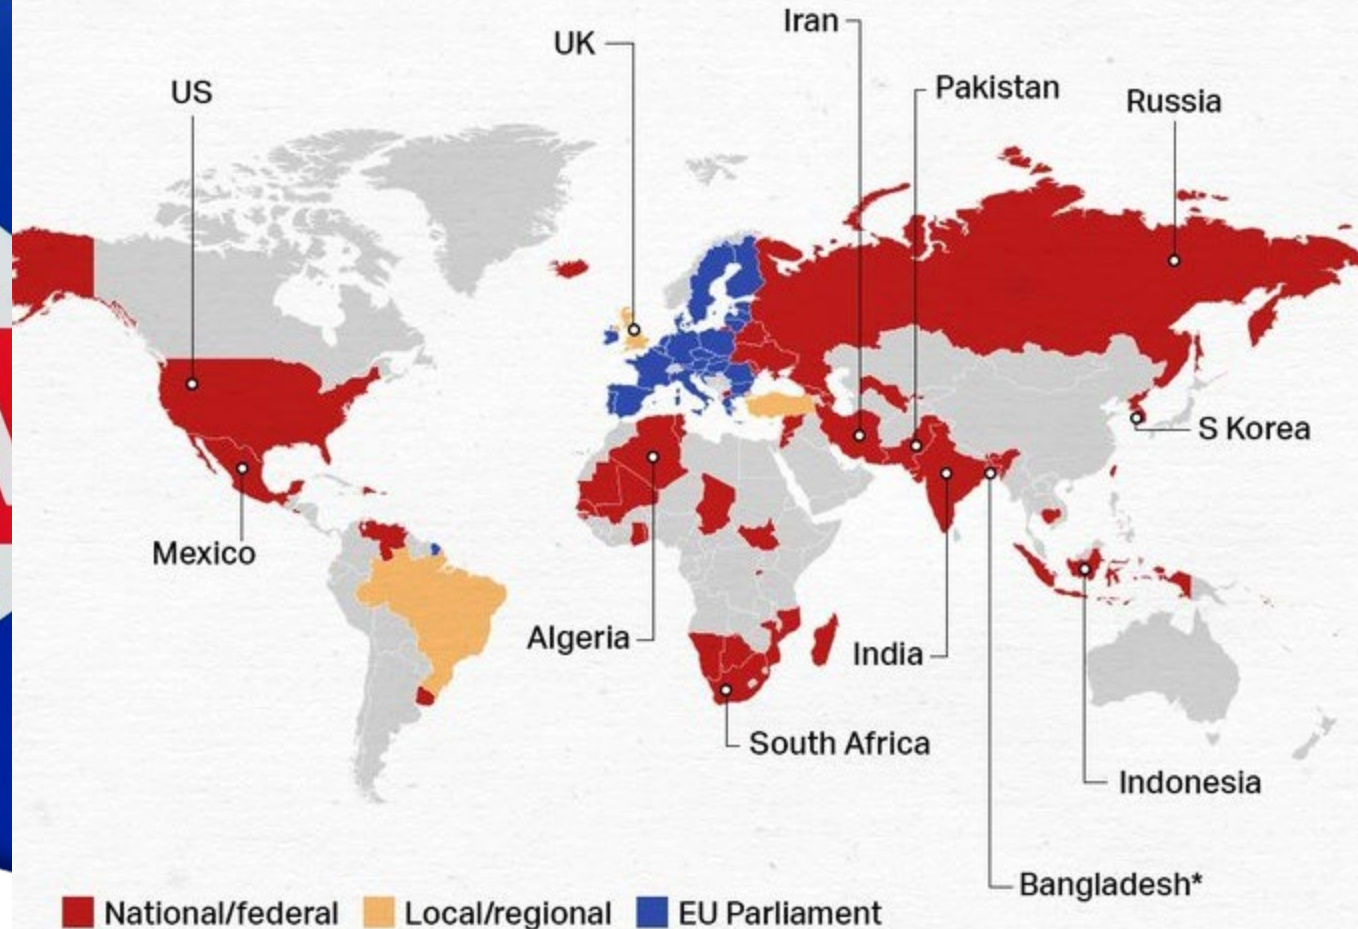 Iran
UK
Pakistan
US
Russia
S Korea
Mexico
Algeria
India
South Africa
Indonesia
Bangladesh*
National/federal
Local/regional
EU Parliament